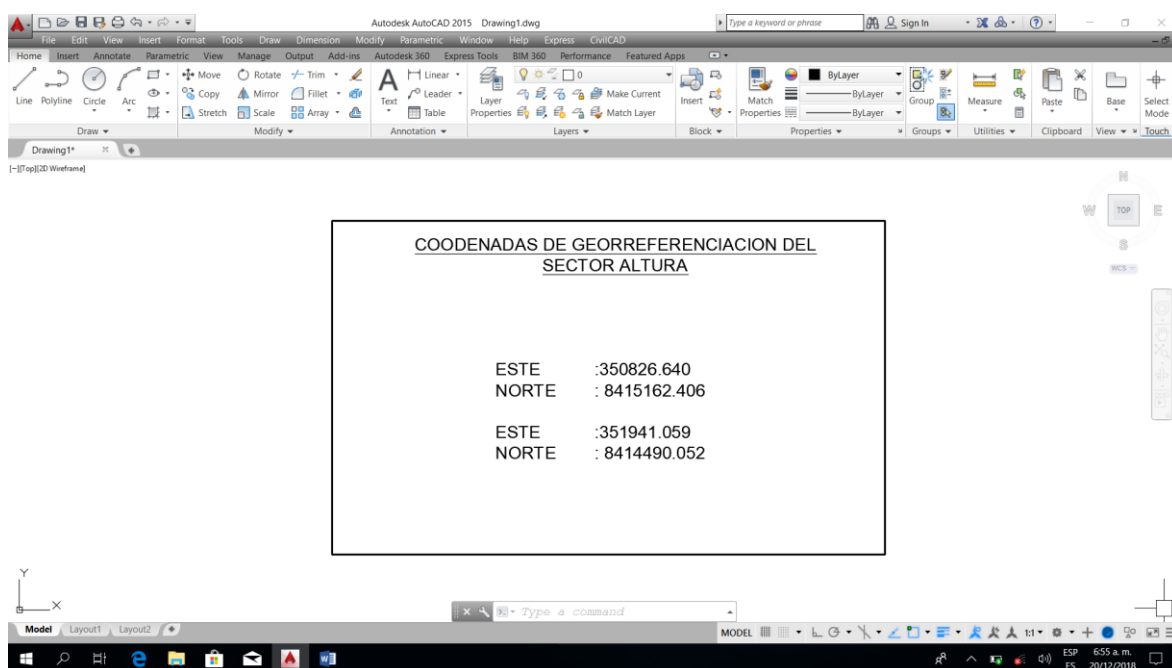 Autodesk AutoCAD 2015 Drawing1.dwg Type a keyword or phrase Sign In
File Edit View Insert Format Tools Draw Dimension Modify Parametric Window Help Express CivilCAD
Home Insert Annotate Parametric View Manage Output Add-ins Autodesk 360 Express Tools BIM 360 Performance Featured Apps
Move Rotate Trim Linear 0 ByLayer
Copy Mirror Fillet Leader Make Current ByLayer
Line Polyline Circle Arc Text Layer Properties Insert Match Properties Group Measure Paste Base Select Mode
Stretch Scale Array Table Match Layer ByLayer
Draw Modify Annotation Layers Block Properties Groups Utilities Clipboard View Touch
Drawing1*
[−][Top][2D Wireframe]
N
W TOP E
S
WCS
COODENADAS DE GEORREFERENCIACION DEL
SECTOR ALTURA
ESTE :350826.640
NORTE : 8415162.406
ESTE :351941.059
NORTE : 8414490.052
Y
X
Type a command
Model Layout1 Layout2 MODEL 1:1
ESP 6:55 a. m.
ES 20/12/2018